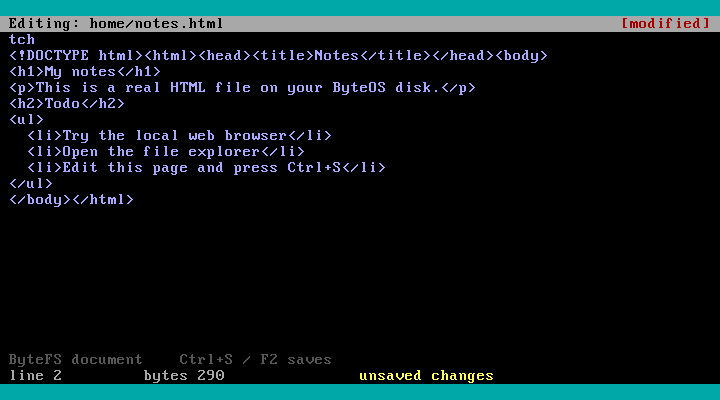 Editing: home/notes.html [modified]
tch
<!DOCTYPE html><html><head><title>Notes</title></head><body>
<h1>My notes</h1>
<p>This is a real HTML file on your ByteOS disk.</p>
<h2>Todo</h2>
<ul>
  <li>Try the local web browser</li>
  <li>Open the file explorer</li>
  <li>Edit this page and press Ctrl+S</li>
</ul>
</body></html>
ByteFS document    Ctrl+S / F2 saves
line 2         bytes 290               unsaved changes